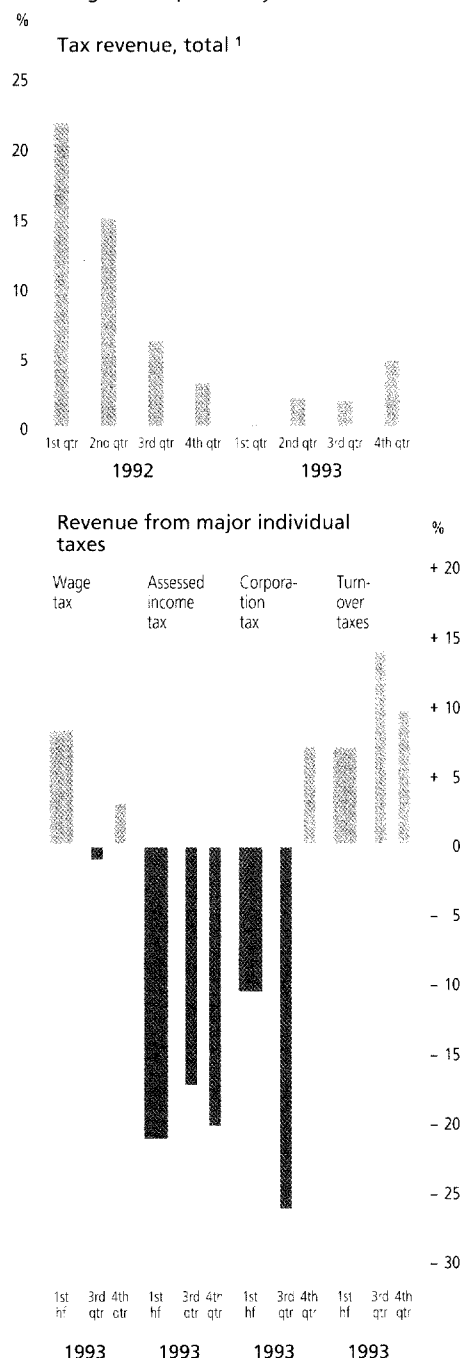 %
Tax revenue, total 1
25
20
15
10
5
0
1st qtr 2nd qtr 3rd qtr 4th qtr 1st qtr 2nd qtr 3rd qtr 4th qtr
1992 1993
Revenue from major individual
taxes
%
+ 20
Wage Assessed Corpora- Turn-
tax income tion over
tax tax taxes
+ 15
+ 10
+ 5
0
– 5
– 10
– 15
– 20
– 25
– 30
1st 3rd 4th 1st 3rd 4th 1st 3rd 4th 1st 3rd 4th
hf qtr qtr hf qtr qtr hf qtr qtr hf qtr qtr
1993 1993 1993 1993